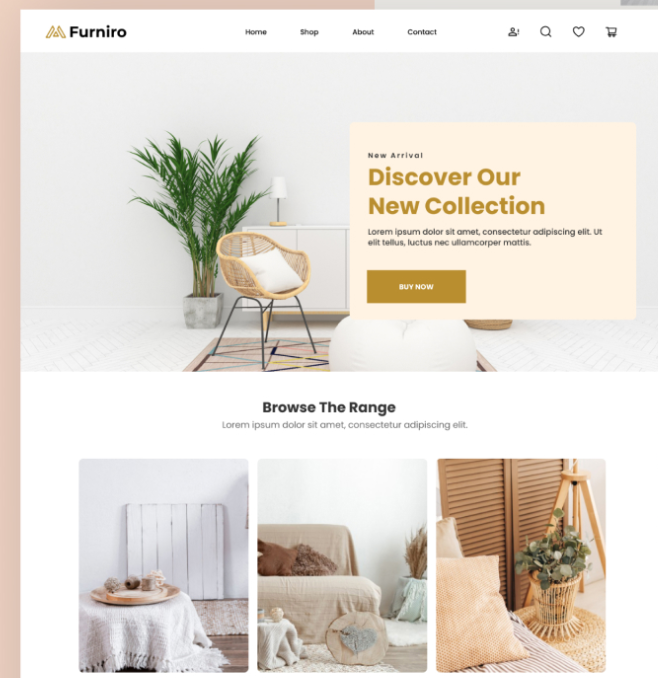 Furniro
Home Shop About Contact
New Arrival
Discover Our
New Collection
Lorem ipsum dolor sit amet, consectetur adipiscing elit. Ut
elit tellus, luctus nec ullamcorper mattis.
BUY NOW
Browse The Range
Lorem ipsum dolor sit amet, consectetur adipiscing elit.